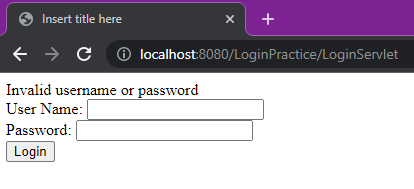 Insert title here
localhost:8080/LoginPractice/LoginServlet
Invalid username or password
User Name:
Password:
Login